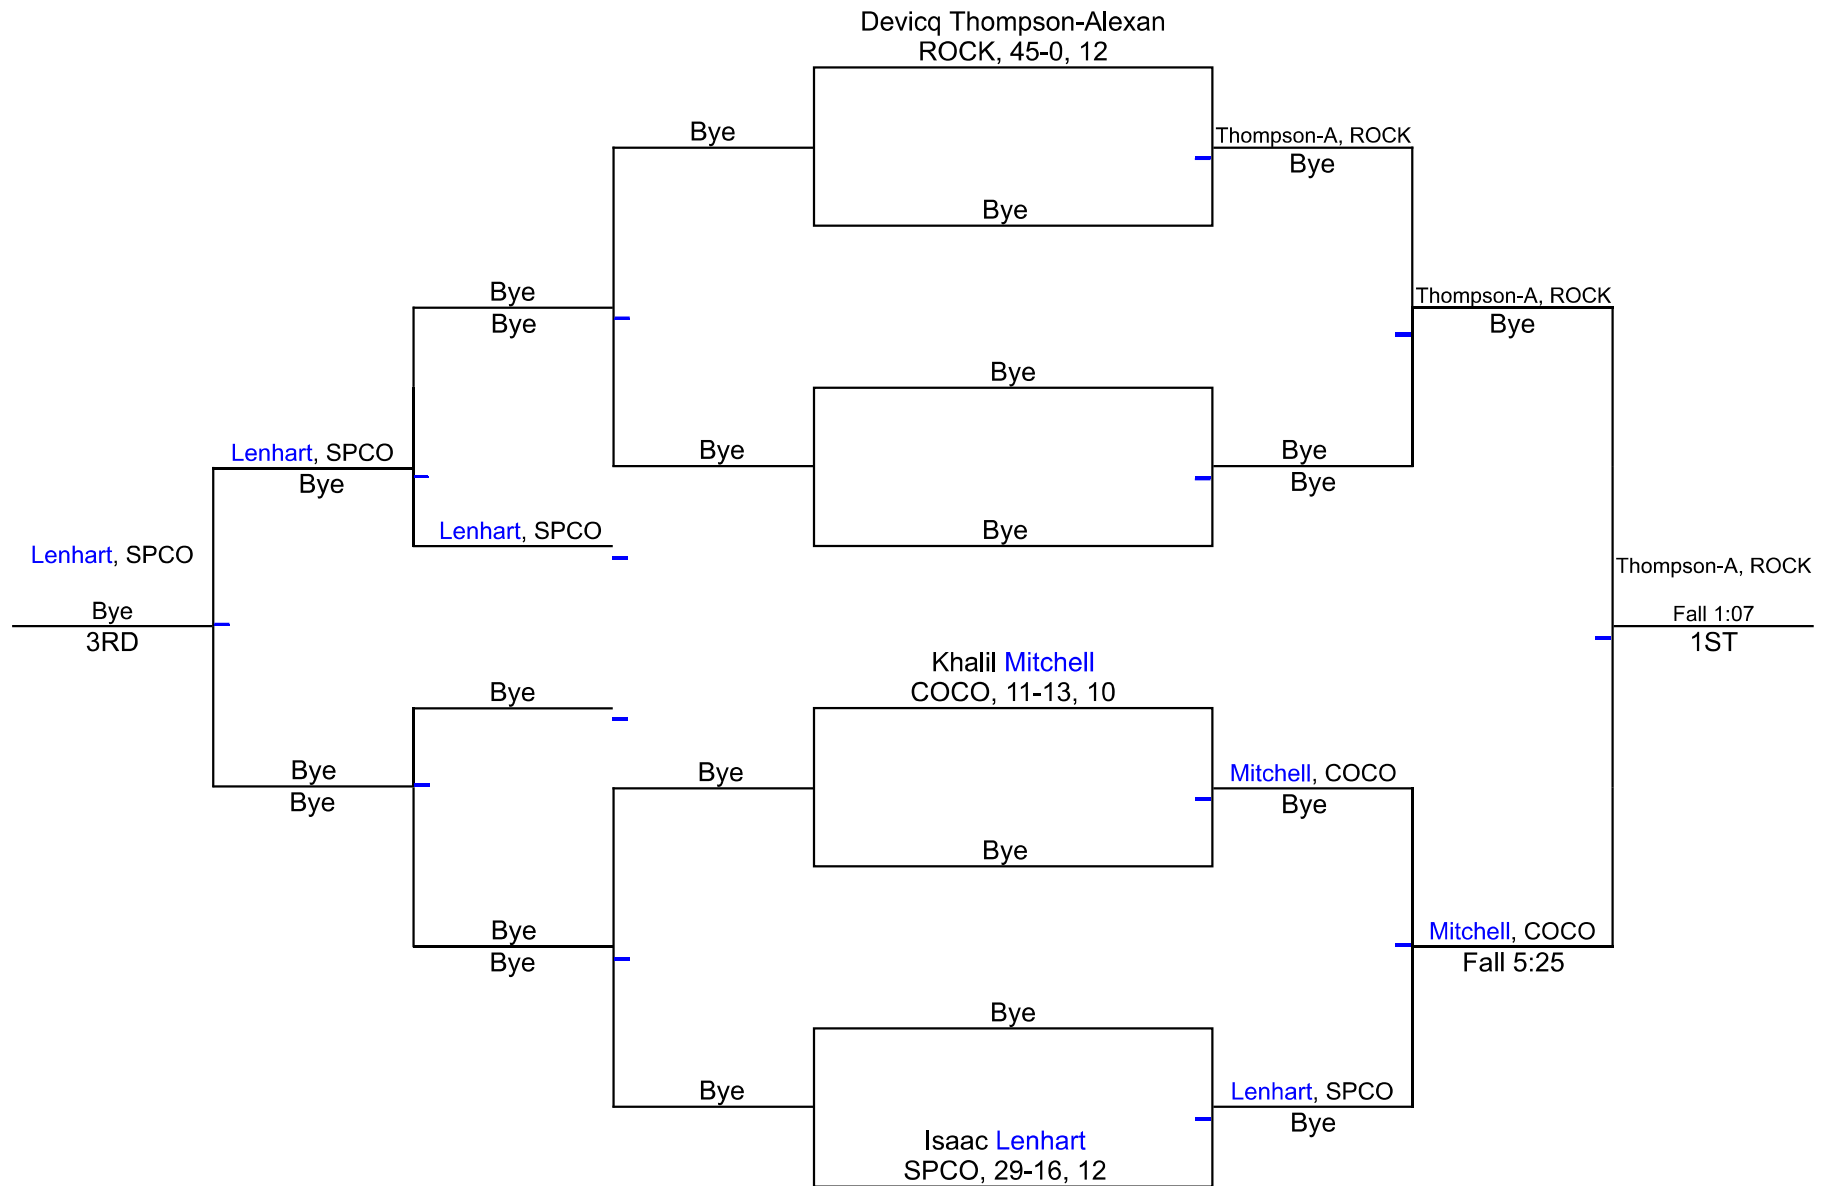 Devicq Thompson-Alexan
ROCK, 45-0, 12
Bye
Thompson-A, ROCK
Bye
Bye
Bye
Bye
Thompson-A, ROCK
Bye
Bye
Lenhart, SPCO
Bye
Bye
Bye
Bye
Lenhart, SPCO
Bye
Lenhart, SPCO
Thompson-A, ROCK
Bye
3RD
Fall 1:07
1ST
Khalil Mitchell
COCO, 11-13, 10
Bye
Bye
Bye
Bye
Mitchell, COCO
Bye
Bye
Bye
Bye
Mitchell, COCO
Fall 5:25
Bye
Bye
Lenhart, SPCO
Bye
Isaac Lenhart
SPCO, 29-16, 12